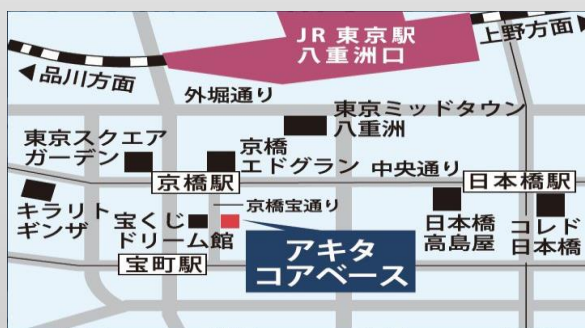 JR 東京駅
八重洲口
上野方面
品川方面
外堀通り
東京ミッドタウン
八重洲
東京スクエア
ガーデン
京橋
エドグラン
中央通り
京橋駅
日本橋駅
キラリト
ギンザ
京橋宝通り
宝くじ
ドリーム館
日本橋
高島屋
コレド
日本橋
アキタ
コアベース
宝町駅